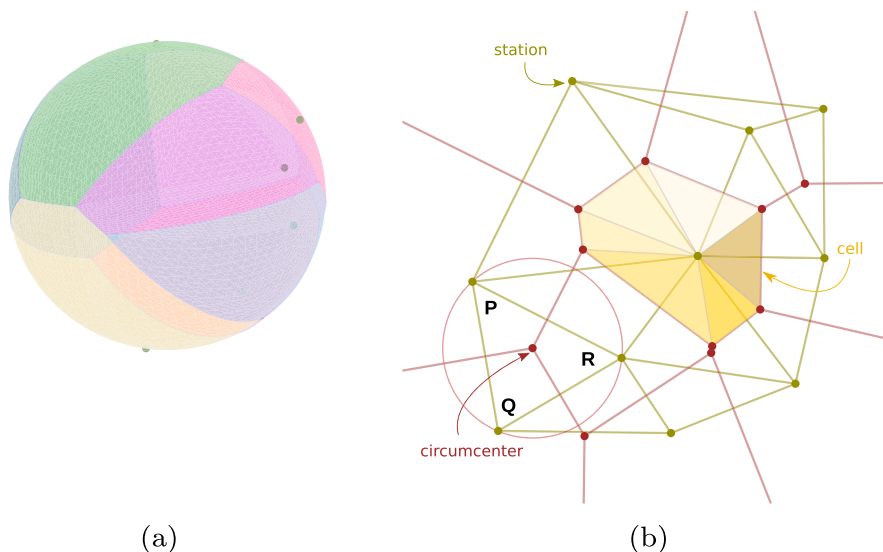 station
cell
P
R
Q
circumcenter
(a)
(b)